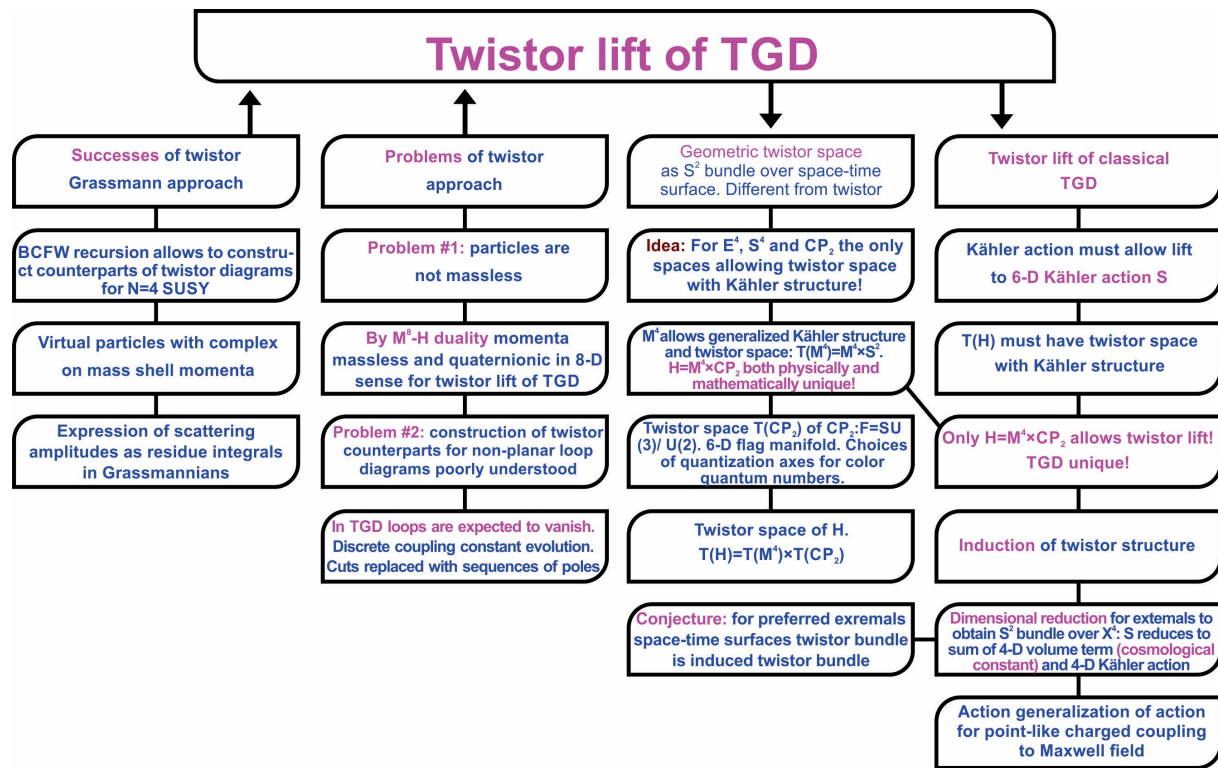 Twistor lift of TGD
Successes of twistor
Grassmann approach
BCFW recursion allows to constru-
ct counterparts of twistor diagrams
for N=4 SUSY
Virtual particles with complex
on mass shell momenta
Expression of scattering
amplitudes as residue integrals
in Grassmannians
Problems of twistor
approach
Problem #1: particles are
not massless
By M⁸-H duality momenta
massless and quaternionic in 8-D
sense for twistor lift of TGD
Problem #2: construction of twistor
counterparts for non-planar loop
diagrams poorly understood
In TGD loops are expected to vanish.
Discrete coupling constant evolution.
Cuts replaced with sequences of poles
Geometric twistor space
as S² bundle over space-time
surface. Different from twistor
Idea: For E⁴, S⁴ and CP₂ the only
spaces allowing twistor space
with Kähler structure!
M⁴allows generalized Kähler structure
and twistor space: T(M⁴)=M⁴×S².
H=M⁴×CP₂ both physically and
mathematically unique!
Twistor space T(CP₂) of CP₂:F=SU
(3)/ U(2). 6-D flag manifold. Choices
of quantization axes for color
quantum numbers.
Twistor space of H.
T(H)=T(M⁴)×T(CP₂)
Conjecture: for preferred exremals
space-time surfaces twistor bundle
is induced twistor bundle
Twistor lift of classical
TGD
Kähler action must allow lift
to 6-D Kähler action S
T(H) must have twistor space
with Kähler structure
Only H=M⁴×CP₂ allows twistor lift!
TGD unique!
Induction of twistor structure
Dimensional reduction for extemals to
obtain S² bundle over X⁴: S reduces to
sum of 4-D volume term (cosmological
constant) and 4-D Kähler action
Action generalization of action
for point-like charged coupling
to Maxwell field